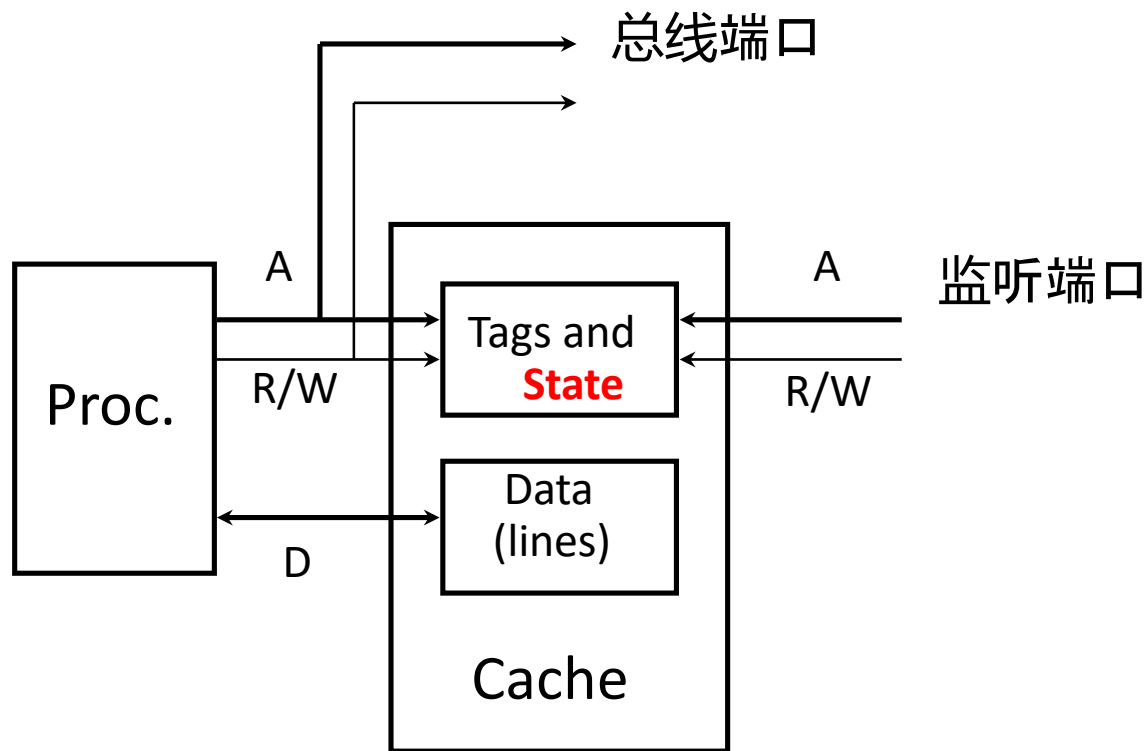 总线端口
A
A
监听端口
Tags and
State
R/W
R/W
Proc.
Data
(lines)
D
Cache